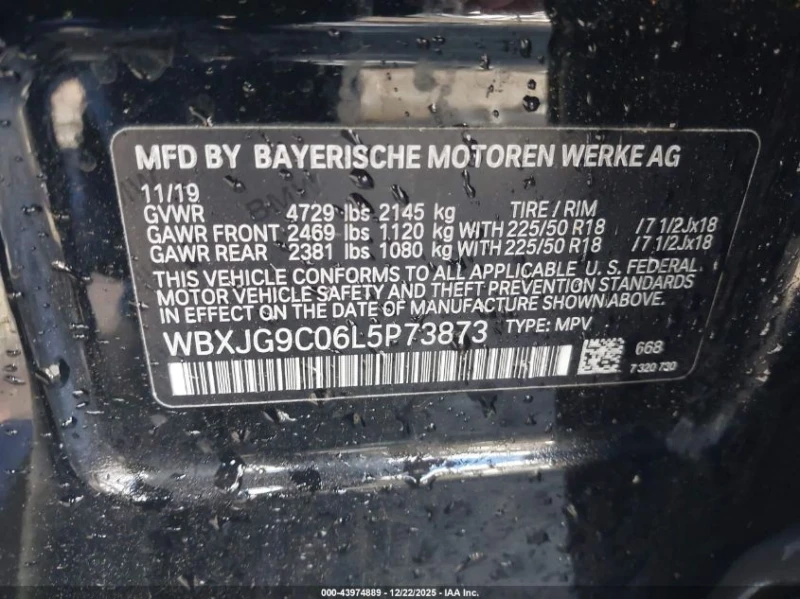 MFD BY BAYERISCHE MOTOREN WERKE AG
11/19
GVWR 4729 lbs 2145 kg TIRE / RIM
GAWR FRONT 2469 lbs 1120 kg WITH 225/50 R18 /7 1/2Jx18
GAWR REAR 2381 lbs 1080 kg WITH 225/50 R18 /7 1/2Jx18
THIS VEHICLE CONFORMS TO ALL APPLICABLE U. S. FEDERAL
MOTOR VEHICLE SAFETY AND THEFT PREVENTION STANDARDS
IN EFFECT ON THE DATE OF MANUFACTURE SHOWN ABOVE.
WBXJG9C06L5P73873 TYPE: MPV
668
7 320 730
000-43974889 - 12/22/2025 - IAA Inc.